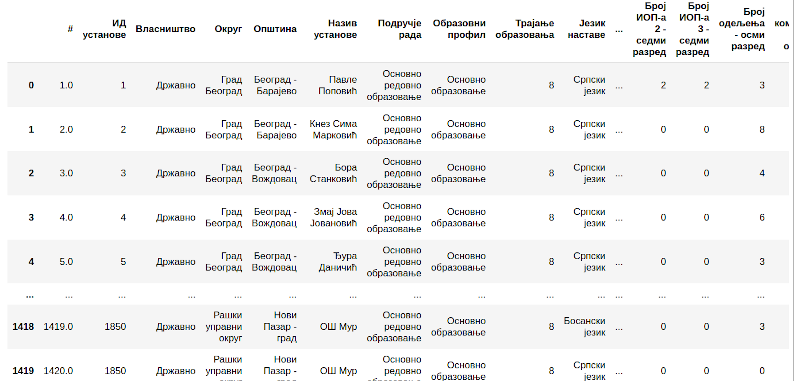 # ИД установе Власништво Округ Општина Назив установе Подручје рада Образовни профил Трајање образовања Језик наставе ... Број ИОП-а 2 - седми разред Број ИОП-а 3 - седми разред Број одељења - осми разред
0 1.0 1 Државно Град Београд Београд - Барајево Павле Поповић Основно редовно образовање Основно образовање 8 Српски језик ... 2 2 3
1 2.0 2 Државно Град Београд Београд - Барајево Кнез Сима Марковић Основно редовно образовање Основно образовање 8 Српски језик ... 0 0 8
2 3.0 3 Државно Град Београд Београд - Вождовац Бора Станковић Основно редовно образовање Основно образовање 8 Српски језик ... 0 0 4
3 4.0 4 Државно Град Београд Београд - Вождовац Змај Јова Јовановић Основно редовно образовање Основно образовање 8 Српски језик ... 0 0 6
4 5.0 5 Државно Град Београд Београд - Вождовац Ђура Даничић Основно редовно образовање Основно образовање 8 Српски језик ... 0 0 3
... ... ... ... ... ... ... ... ... ... ... ... ... ... ...
1418 1419.0 1850 Државно Рашки управни округ Нови Пазар - град ОШ Мур Основно редовно образовање Основно образовање 8 Босански језик ... 0 0 3
1419 1420.0 1850 Државно Рашки управни Нови Пазар - ОШ Мур Основно редовно Основно образовање 8 Српски језик ... 0 0 0